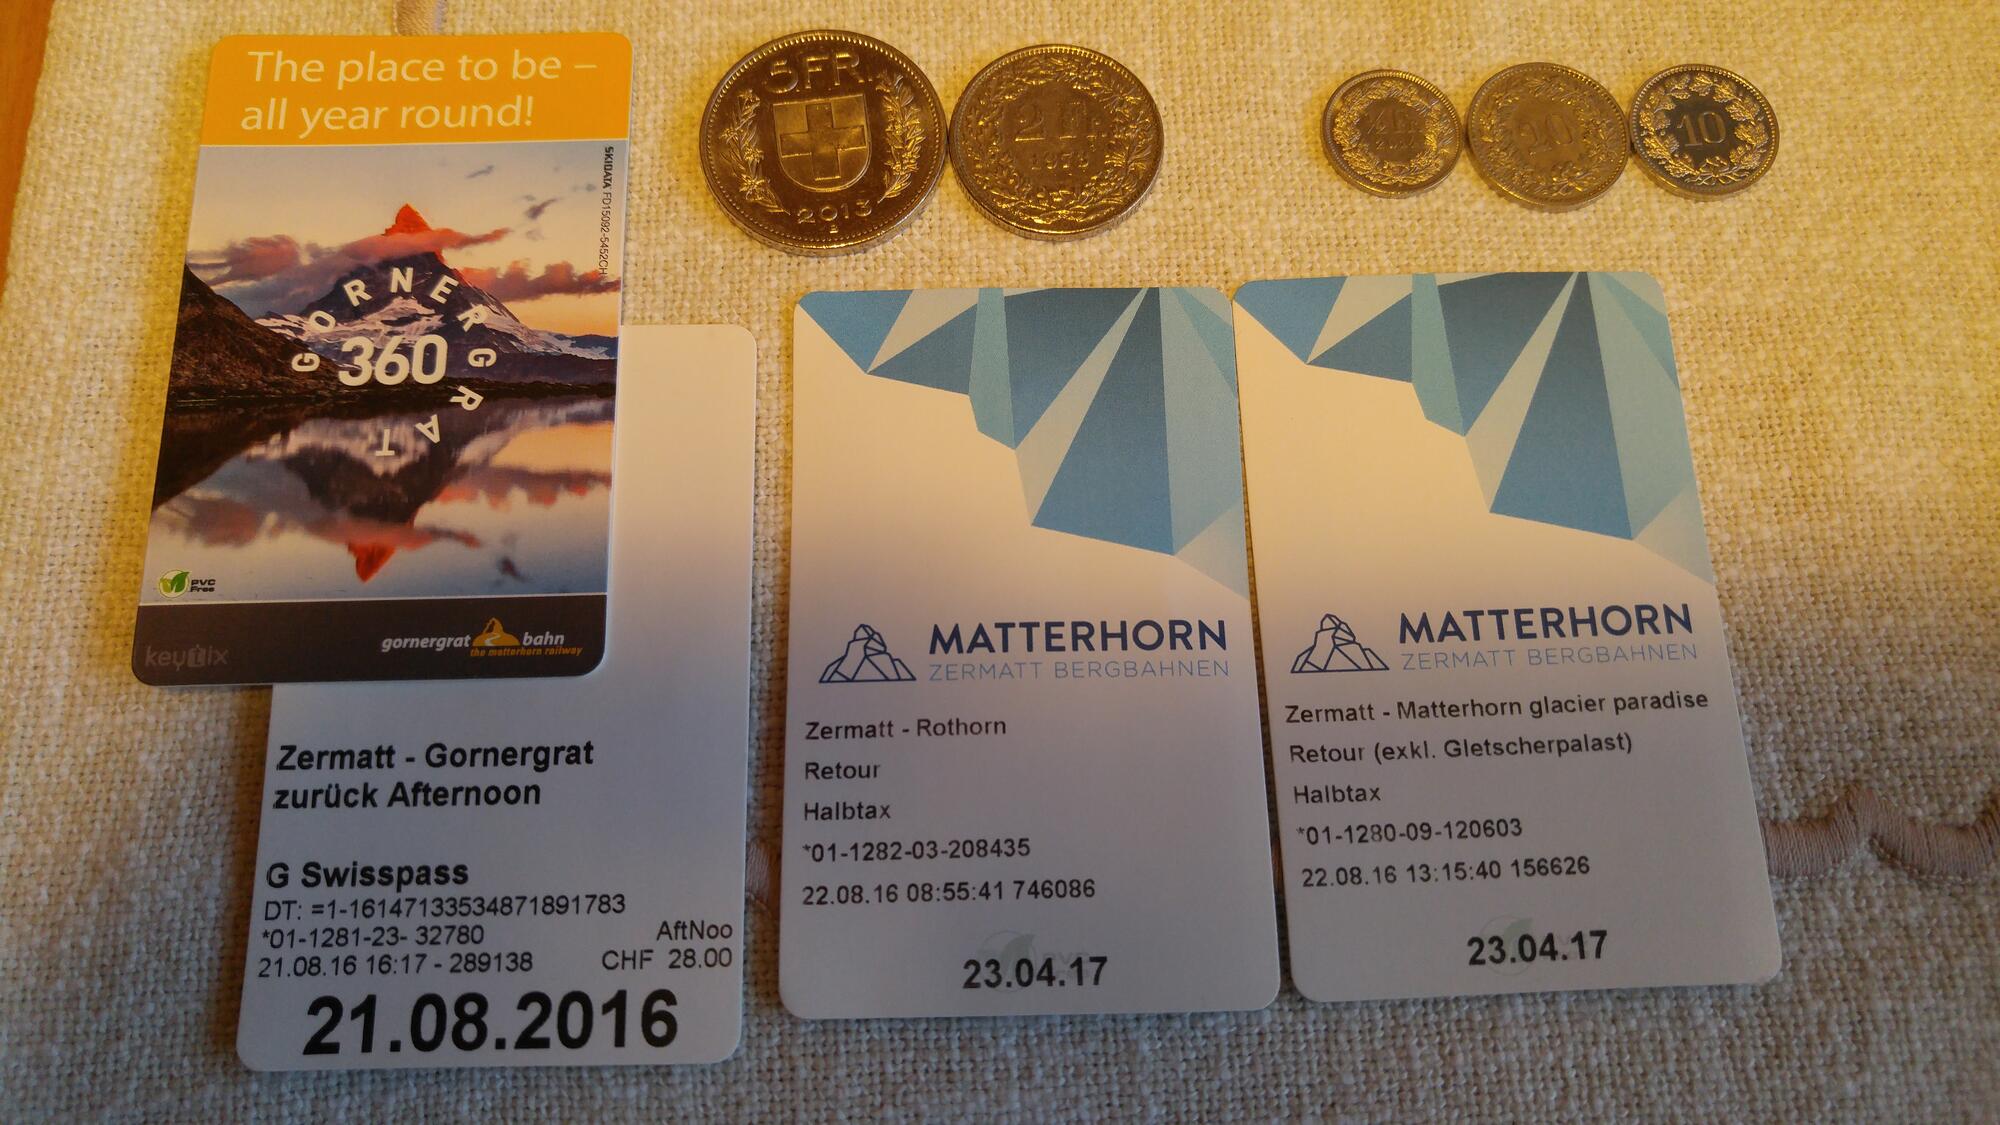 The place to be –
all year round!
SKIDATA FD15092-5452CH
GORNERGRAT
360
PVC
Free
keytix
gornergrat bahn
the matterhorn railway
Zermatt - Gornergrat
zurück Afternoon
G Swisspass
DT: =1-16147133534871891783
*01-1281-23- 32780 AftNoo
21.08.16 16:17 - 289138 CHF 28.00
21.08.2016
5FR.
2013
B
2 Fr.
20
10
MATTERHORN
ZERMATT BERGBAHNEN
Zermatt - Rothorn
Retour
Halbtax
*01-1282-03-208435
22.08.16 08:55:41 746086
23.04.17
MATTERHORN
ZERMATT BERGBAHNEN
Zermatt - Matterhorn glacier paradise
Retour (exkl. Gletscherpalast)
Halbtax
*01-1280-09-120603
22.08.16 13:15:40 156626
23.04.17